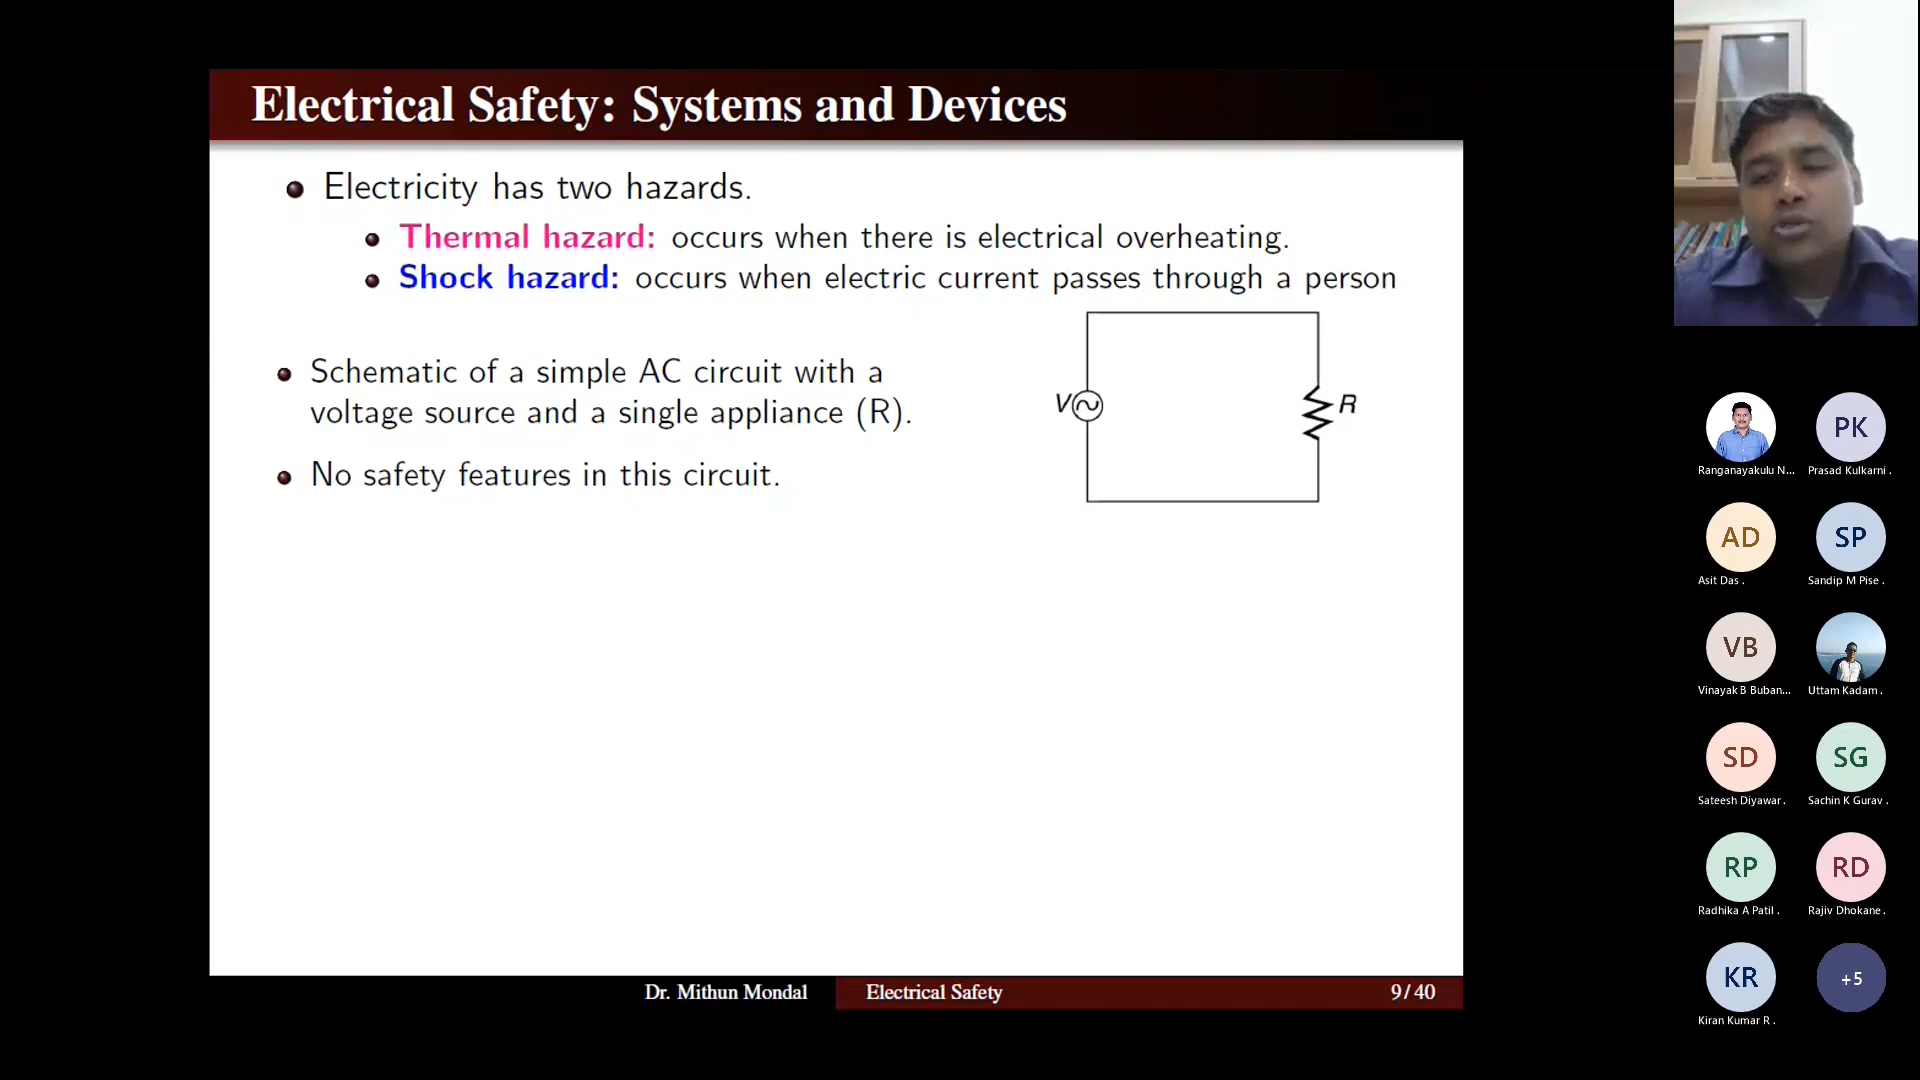 Electrical Safety: Systems and Devices
Electricity has two hazards.
Thermal hazard: occurs when there is electrical overheating.
Shock hazard: occurs when electric current passes through a person
Schematic of a simple AC circuit with a
voltage source and a single appliance (R).
No safety features in this circuit.
V
R
Dr. Mithun Mondal
Electrical Safety
9/40
Ranganayakulu N...
PK
Prasad Kulkarni .
AD
Asit Das .
SP
Sandip M Pise .
VB
Vinayak B Buban...
Uttam Kadam .
SD
Sateesh Diyawar .
SG
Sachin K Gurav .
RP
Radhika A Patil .
RD
Rajiv Dhokane .
KR
Kiran Kumar R .
+5